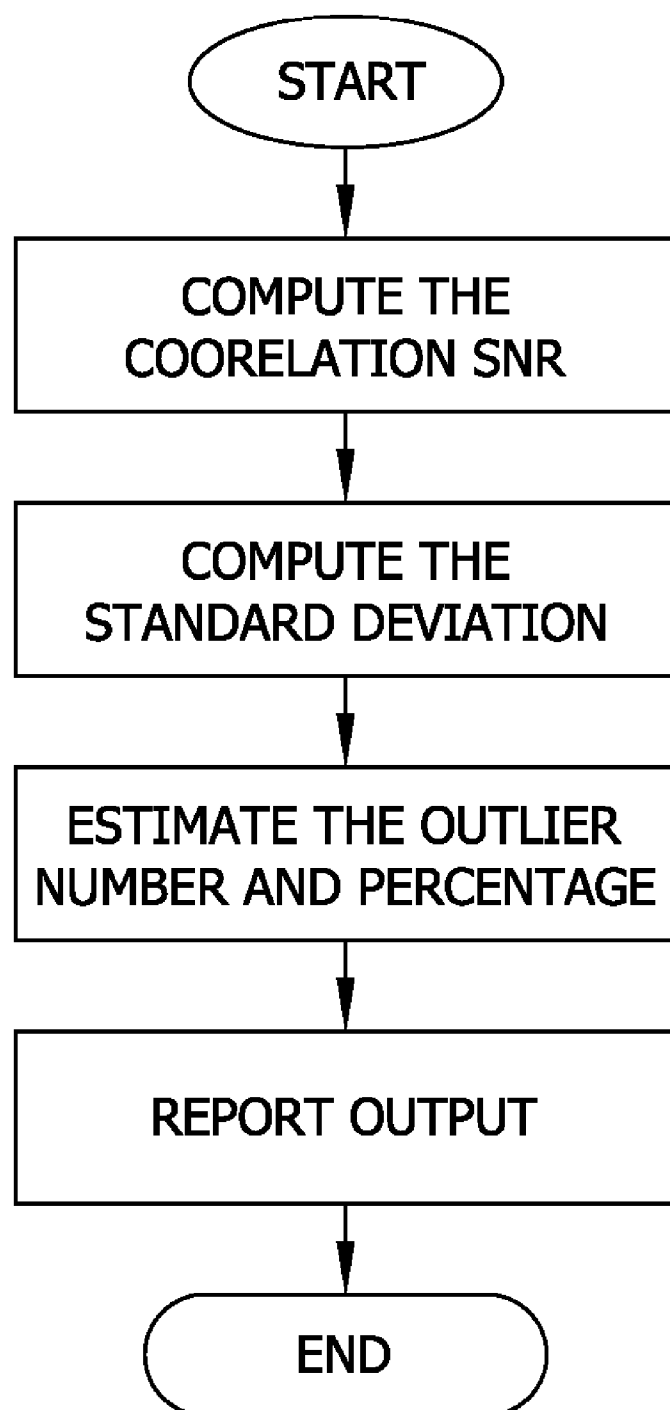 START
COMPUTE THE
COORELATION SNR
COMPUTE THE
STANDARD DEVIATION
ESTIMATE THE OUTLIER
NUMBER AND PERCENTAGE
REPORT OUTPUT
END